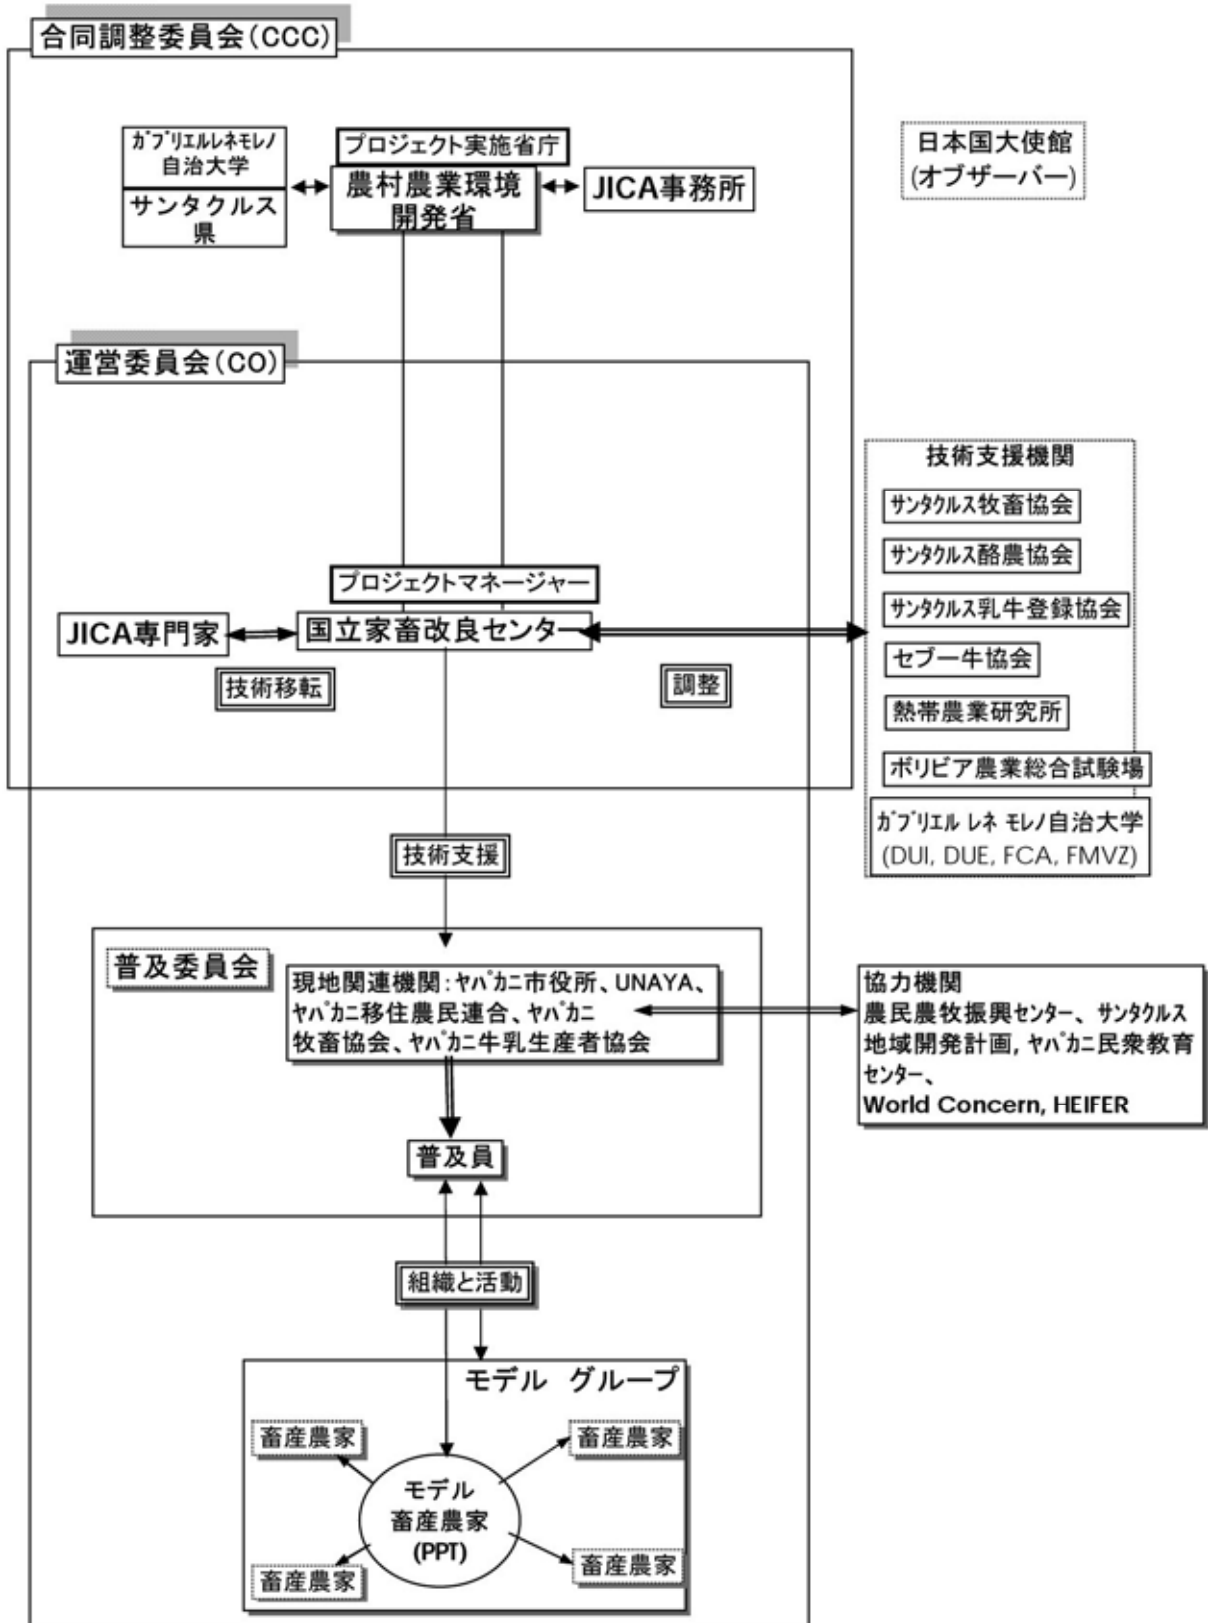 合同調整委員会(CCC)
ｶﾞﾌﾞﾘｴﾙﾚﾈﾓﾚﾉ
自治大学
サンタクルス
県
プロジェクト実施省庁
農村農業環境
開発省
JICA事務所
日本国大使館
(オブザーバー)
運営委員会(CO)
プロジェクトマネージャー
JICA専門家
国立家畜改良センター
技術移転
調整
技術支援機関
ｻﾝﾀｸﾙｽ牧畜協会
ｻﾝﾀｸﾙｽ酪農協会
ｻﾝﾀｸﾙｽ乳牛登録協会
セブー牛協会
熱帯農業研究所
ボリビア農業総合試験場
ｶﾞﾌﾞﾘｴﾙ ﾚﾈ ﾓﾚﾉ自治大学
(DUI, DUE, FCA, FMVZ)
技術支援
普及委員会
現地関連機関:ﾔﾊﾟｶﾆ市役所、UNAYA、
ﾔﾊﾟｶﾆ移住農民連合、ﾔﾊﾟｶﾆ
牧畜協会、ﾔﾊﾟｶﾆ牛乳生産者協会
協力機関
農民農牧振興ｾﾝﾀｰ、ｻﾝﾀｸﾙｽ
地域開発計画, ﾔﾊﾟｶﾆ民衆教育
ｾﾝﾀｰ、
World Concern, HEIFER
普及員
組織と活動
モデル グループ
畜産農家
畜産農家
モデル
畜産農家
(PPT)
畜産農家
畜産農家